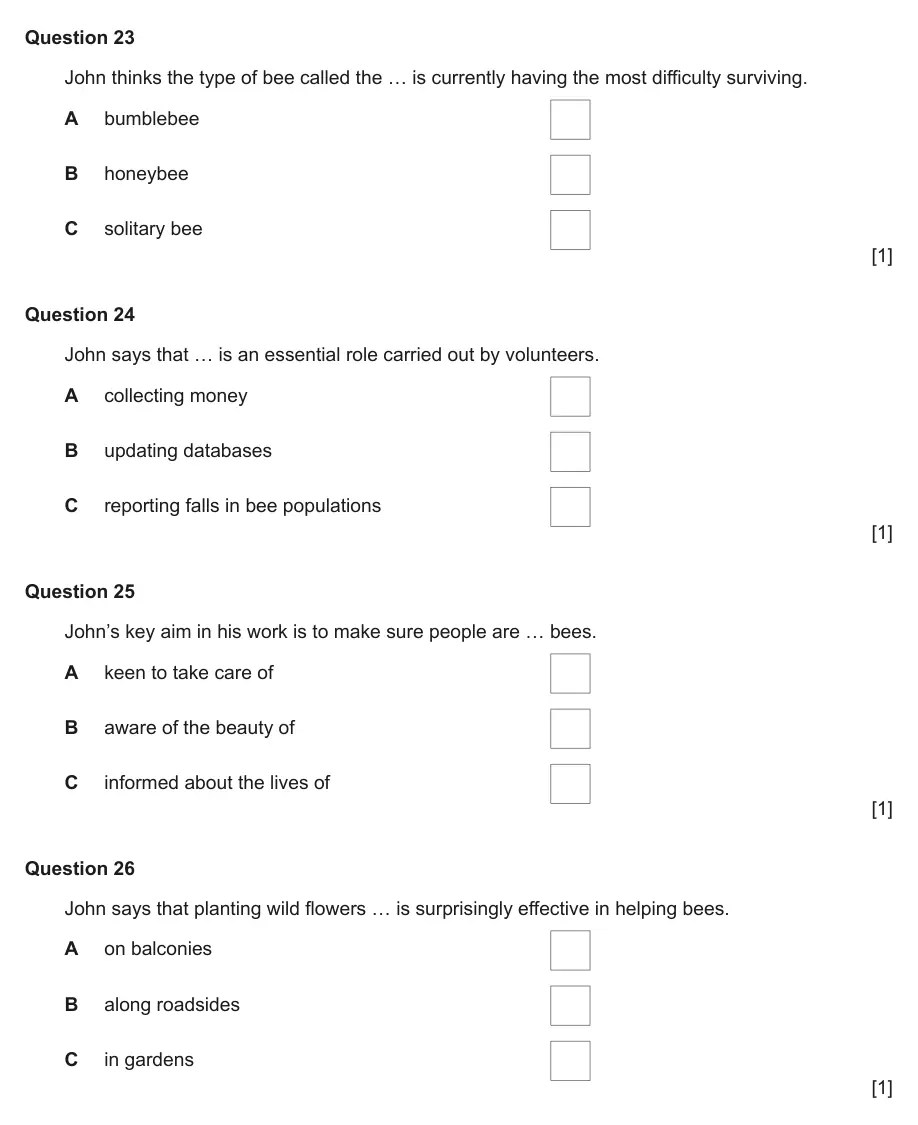 Question 23
John thinks the type of bee called the … is currently having the most difficulty surviving.
A bumblebee
B honeybee
C solitary bee
[1]
Question 24
John says that … is an essential role carried out by volunteers.
A collecting money
B updating databases
C reporting falls in bee populations
[1]
Question 25
John’s key aim in his work is to make sure people are … bees.
A keen to take care of
B aware of the beauty of
C informed about the lives of
[1]
Question 26
John says that planting wild flowers … is surprisingly effective in helping bees.
A on balconies
B along roadsides
C in gardens
[1]